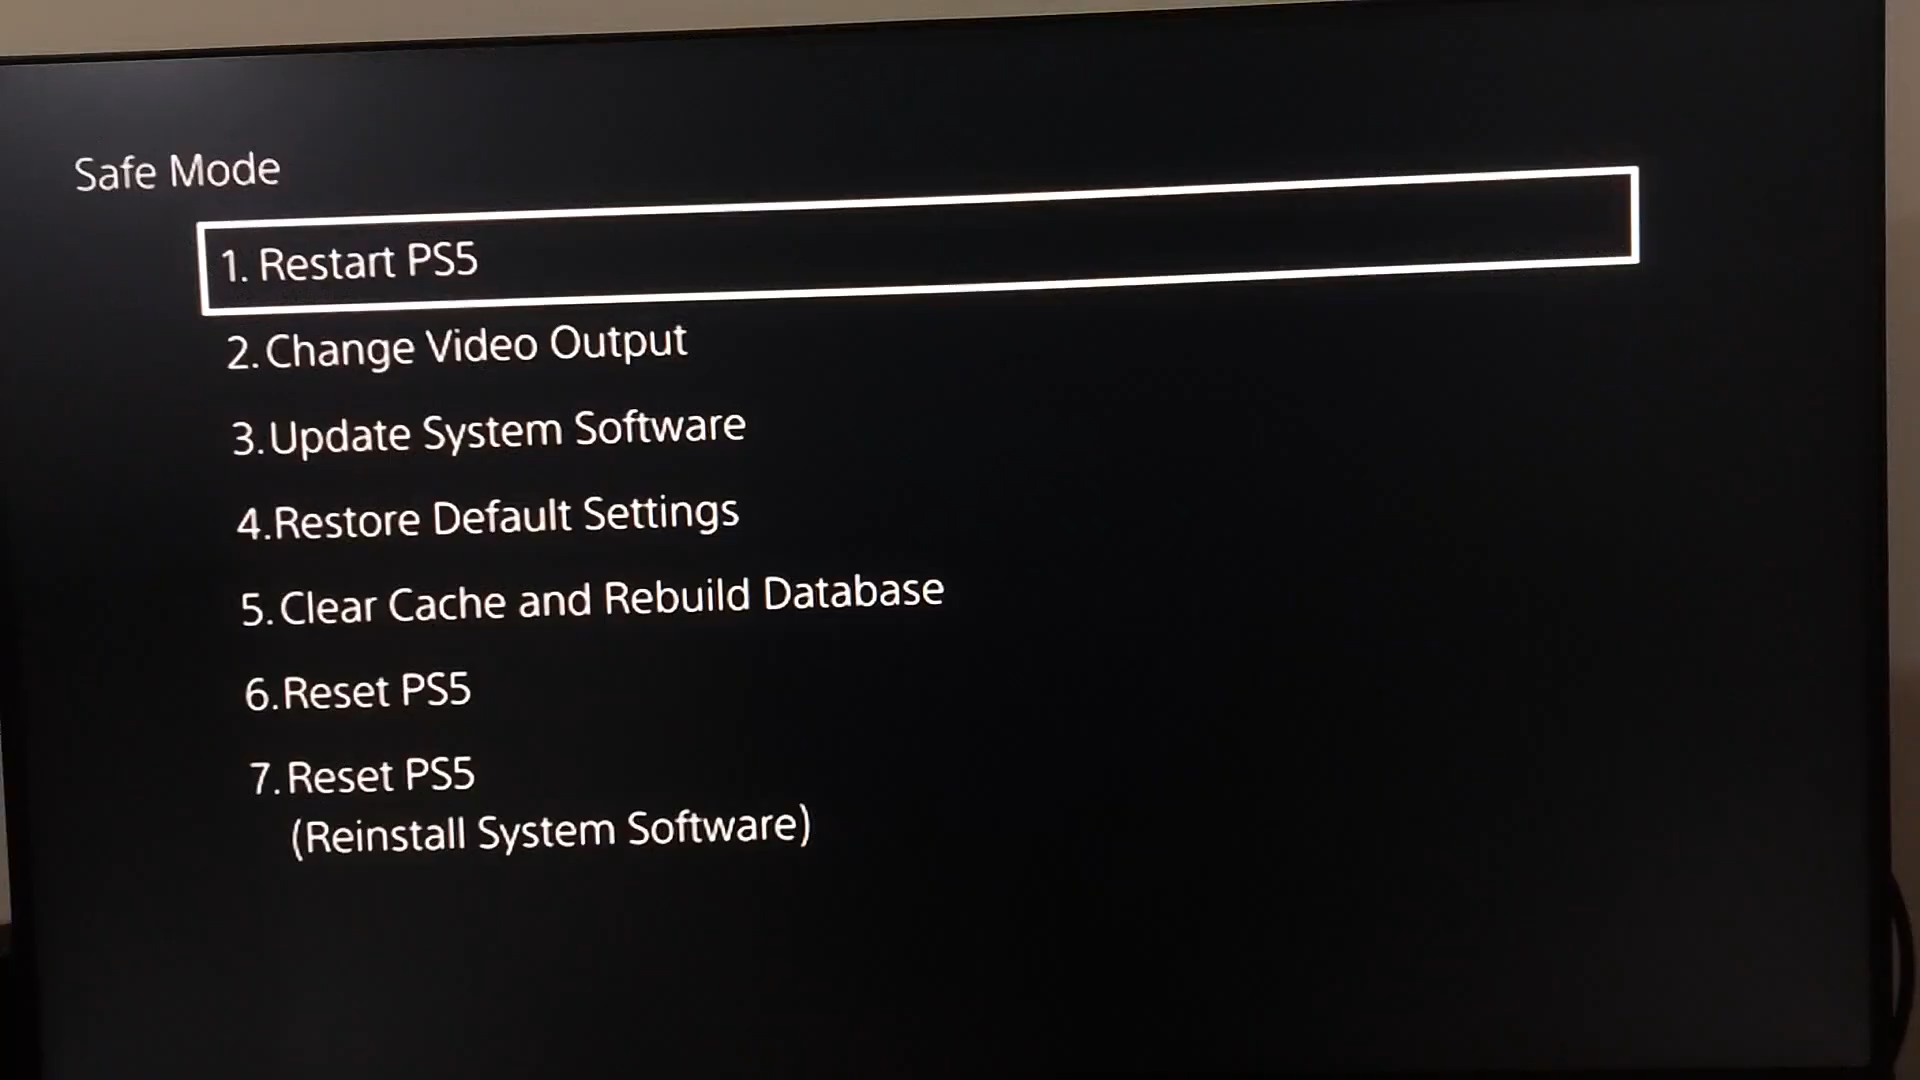 Safe Mode
1. Restart PS5
2. Change Video Output
3. Update System Software
4. Restore Default Settings
5. Clear Cache and Rebuild Database
6. Reset PS5
7. Reset PS5
(Reinstall System Software)